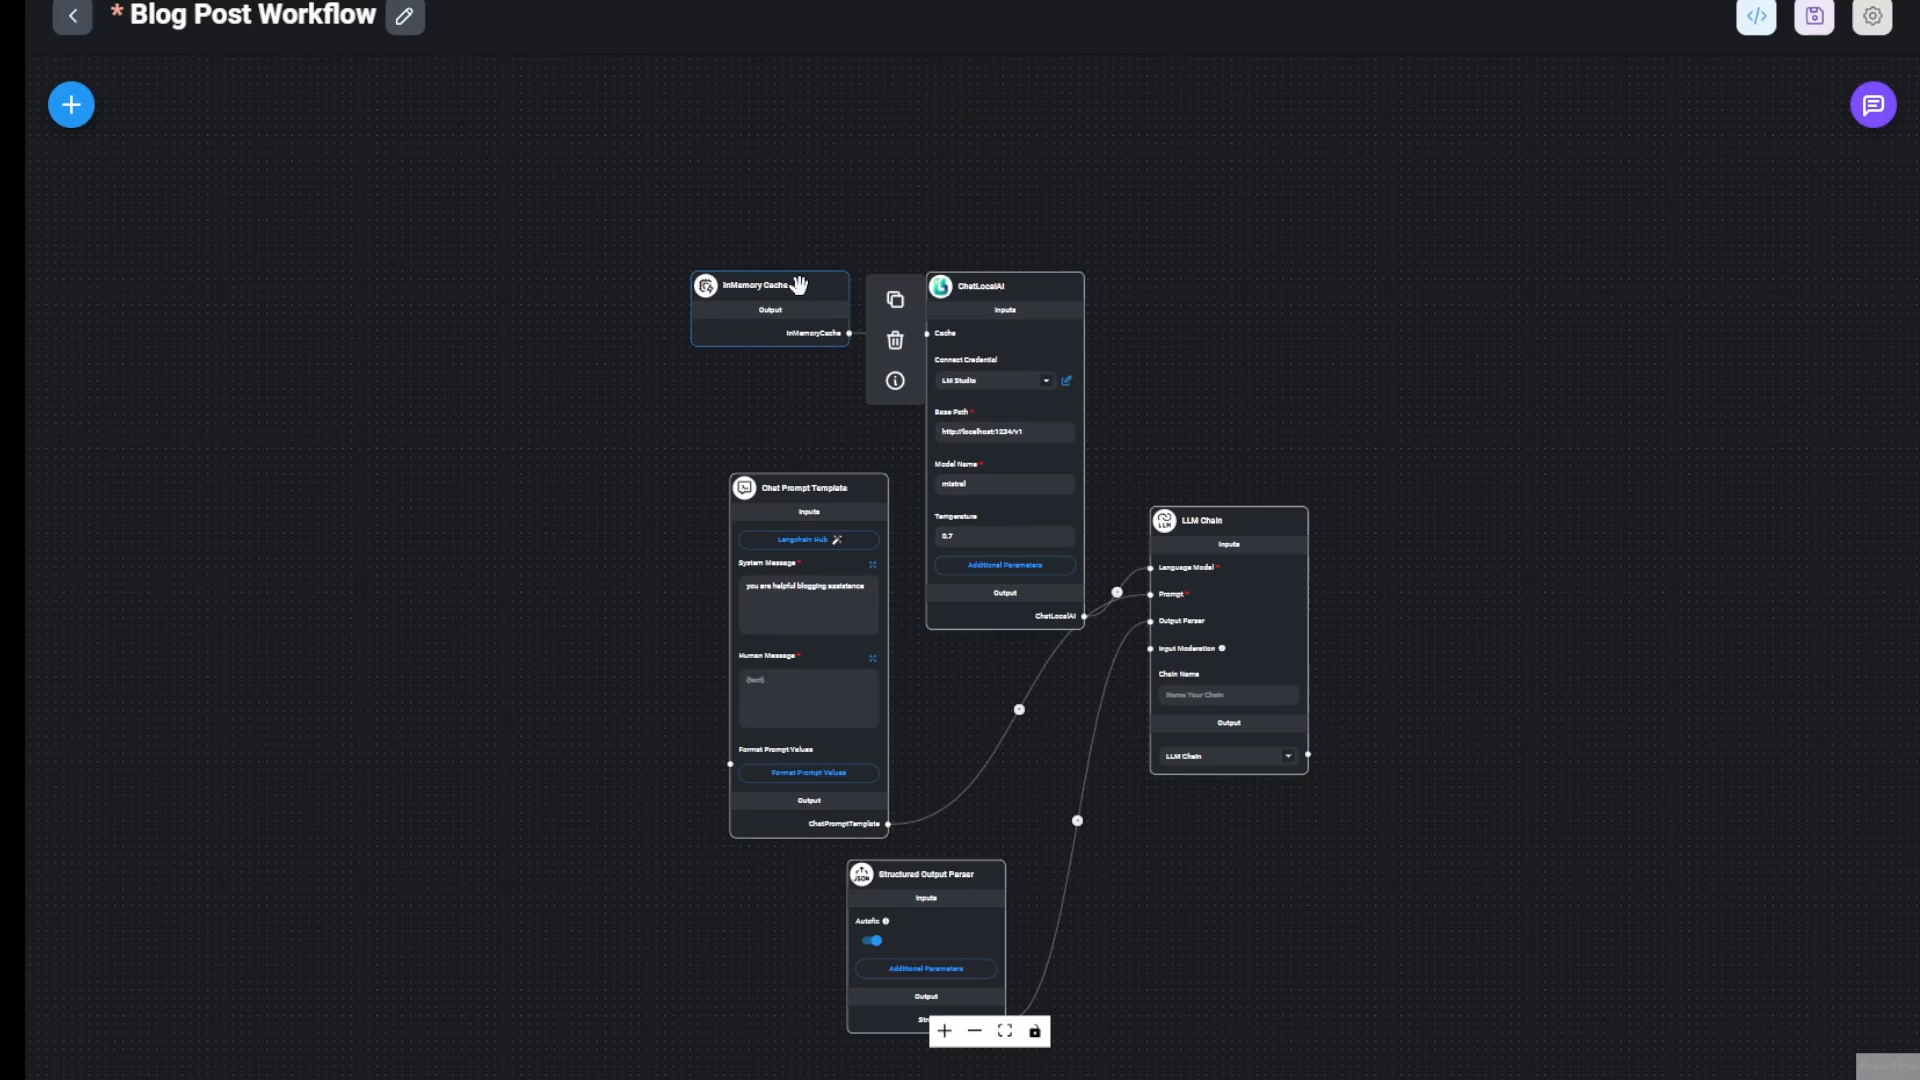 * Blog Post Workflow
</>
InMemory Cache
Output
InMemoryCache
ChatLocalAI
Inputs
Cache
Connect Credential
LM Studio
Base Path *
http://localhost:1234/v1
Model Name *
mistral
Temperature
0.7
Additional Parameters
Output
ChatLocalAI
Chat Prompt Template
Inputs
Langchain Hub
System Message *
you are helpful blogging assistence
Human Message *
{text}
Format Prompt Values
Format Prompt Values
Output
ChatPromptTemplate
LLM
LLM Chain
Inputs
Language Model *
Prompt *
Output Parser
Input Moderation
Chain Name
Name Your Chain
Output
LLM Chain
JSON
Structured Output Parser
Inputs
Autofix
Additional Parameters
Output
Str